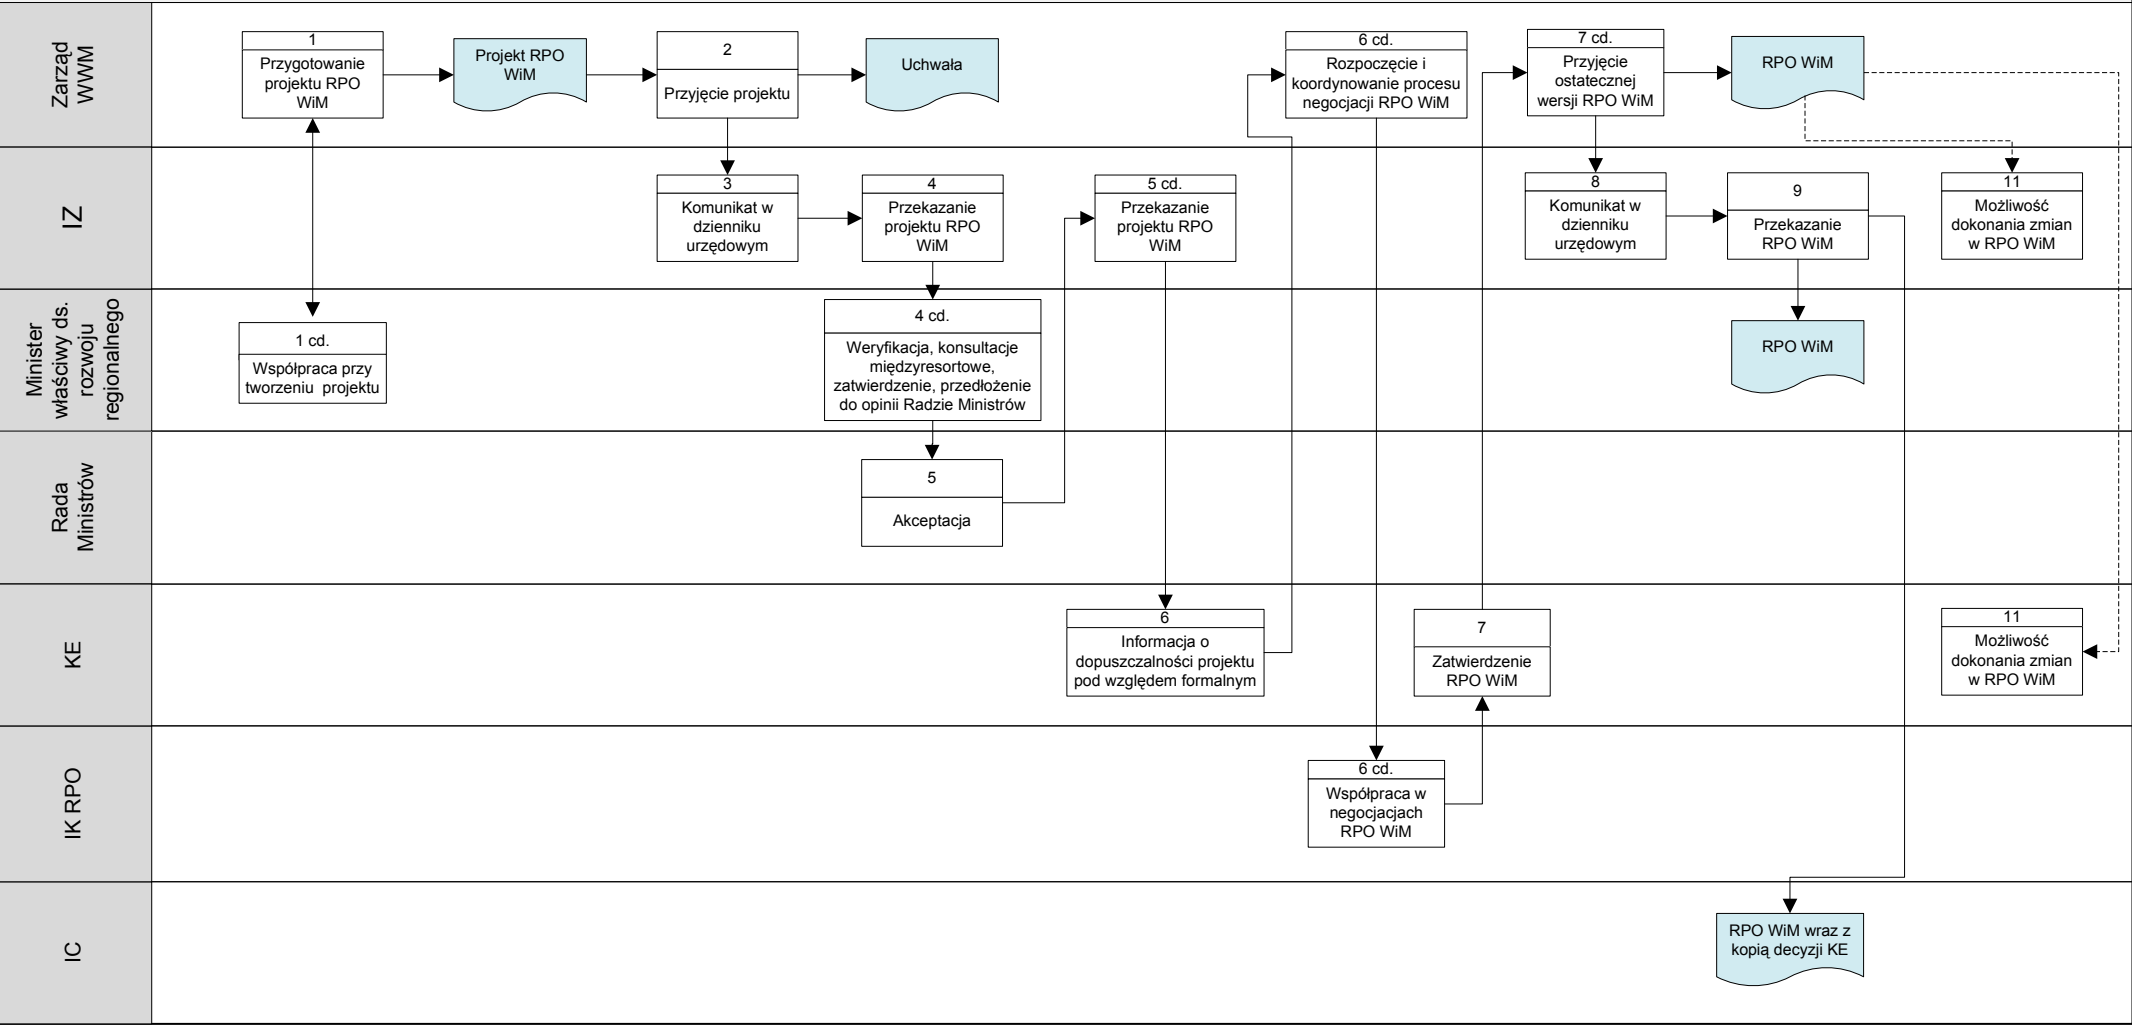 Zarząd
WWM
1
Przygotowanie
projektu RPO
WiM
Projekt RPO
WiM
2
Przyjęcie projektu
Uchwała
6 cd.
Rozpoczęcie i
koordynowanie procesu
negocjacji RPO WiM
7 cd.
Przyjęcie
ostatecznej
wersji RPO WiM
RPO WiM
IZ
3
Komunikat w
dzienniku
urzędowym
4
Przekazanie
projektu RPO
WiM
5 cd.
Przekazanie
projektu RPO
WiM
8
Komunikat w
dzienniku
urzędowym
9
Przekazanie
RPO WiM
11
Możliwość
dokonania zmian
w RPO WiM
Minister
właściwy ds.
rozwoju
regionalnego
1 cd.
Współpraca przy
tworzeniu projektu
4 cd.
Weryfikacja, konsultacje
międzyresortowe,
zatwierdzenie, przedłożenie
do opinii Radzie Ministrów
RPO WiM
Rada
Ministrów
5
Akceptacja
KE
6
Informacja o
dopuszczalności projektu
pod względem formalnym
7
Zatwierdzenie
RPO WiM
11
Możliwość
dokonania zmian
w RPO WiM
IK RPO
6 cd.
Współpraca w
negocjacjach
RPO WiM
IC
RPO WiM wraz z
kopią decyzji KE